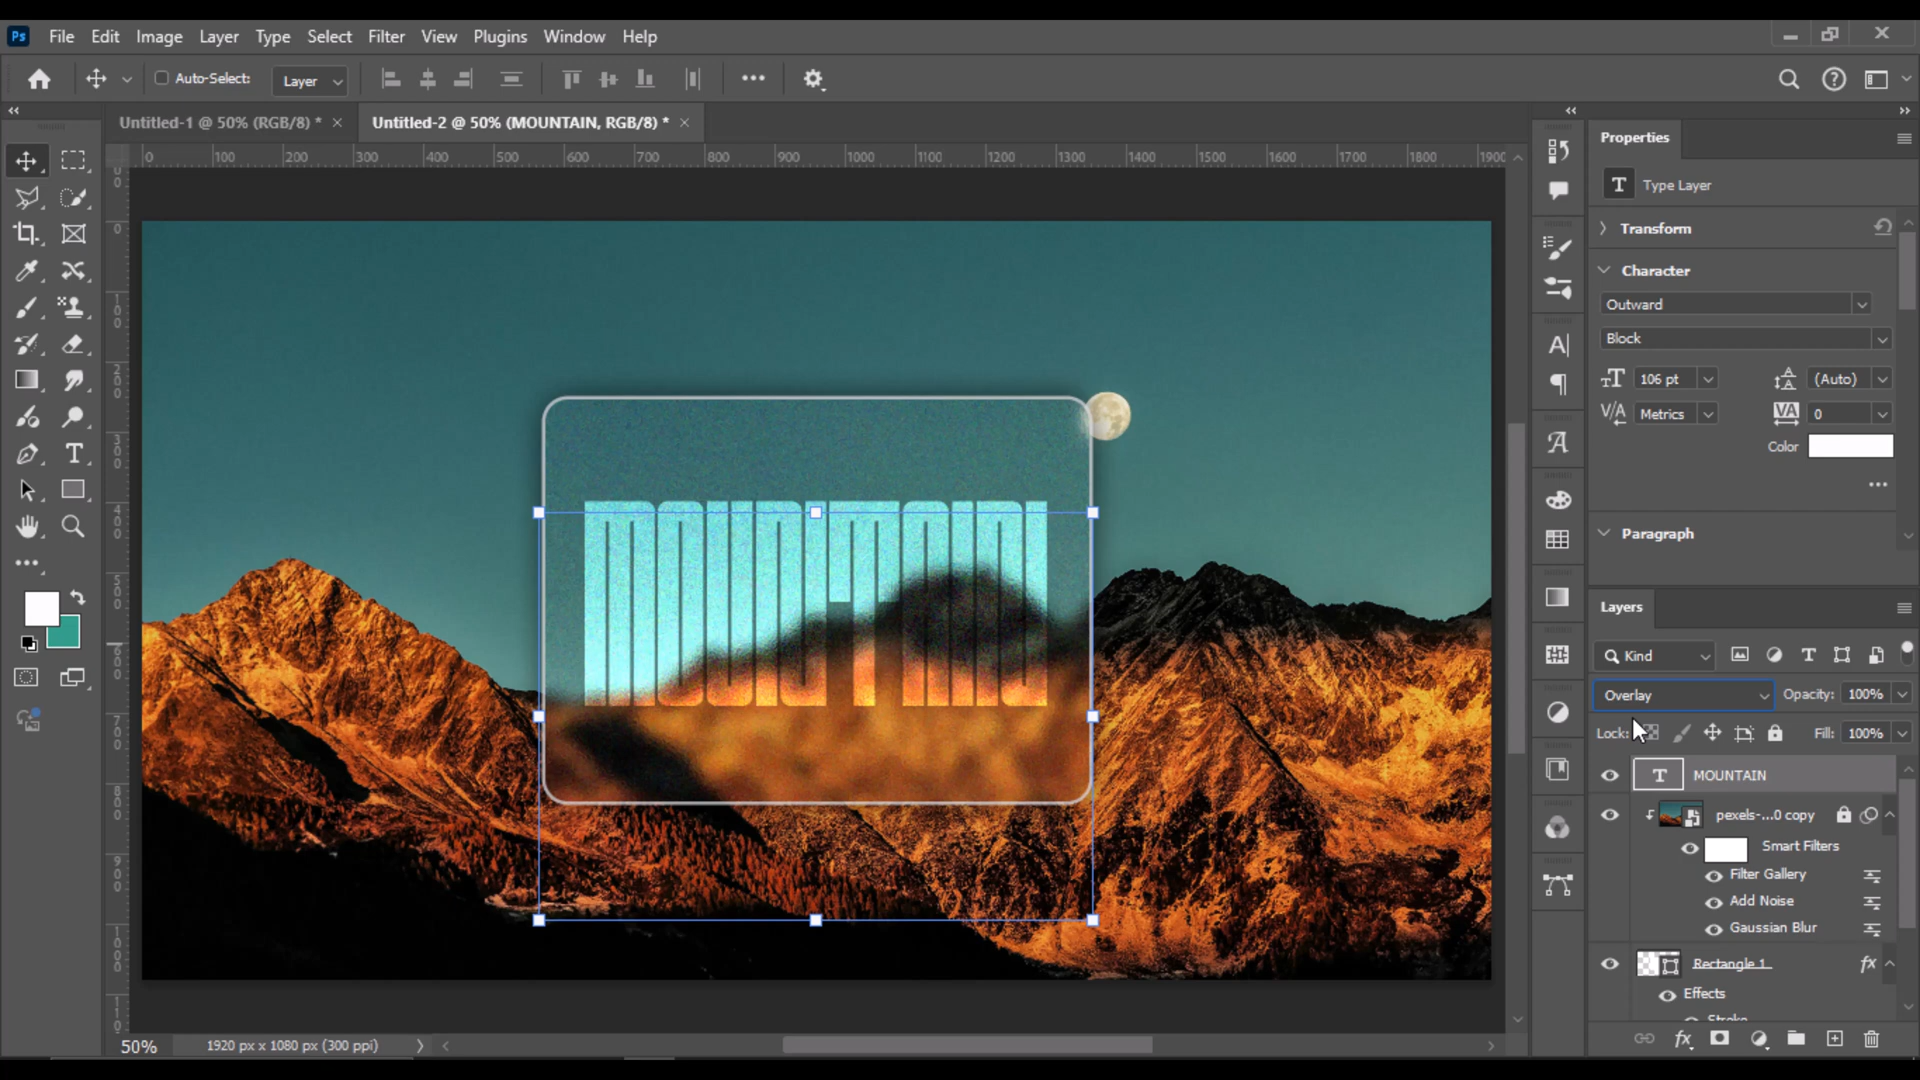 Ps File Edit Image Layer Type Select Filter View Plugins Window Help
Auto-Select: Layer
Untitled-1 @ 50% (RGB/8) * × Untitled-2 @ 50% (MOUNTAIN, RGB/8) * ×
0 100 200 300 400 500 600 700 800 900 1000 1100 1200 1300 1400 1500 1600 1700 1800 1900
Properties
T Type Layer
Transform
Character
Outward
Block
106 pt (Auto)
Metrics 0
Color
Paragraph
Layers
Kind
Overlay Opacity: 100%
Lock: Fill: 100%
T MOUNTAIN
pexels-...0 copy
Smart Filters
Filter Gallery
Add Noise
Gaussian Blur
Rectangle 1 fx
Effects
Stroke
MOUNTAIN
50% 1920 px x 1080 px (300 ppi)